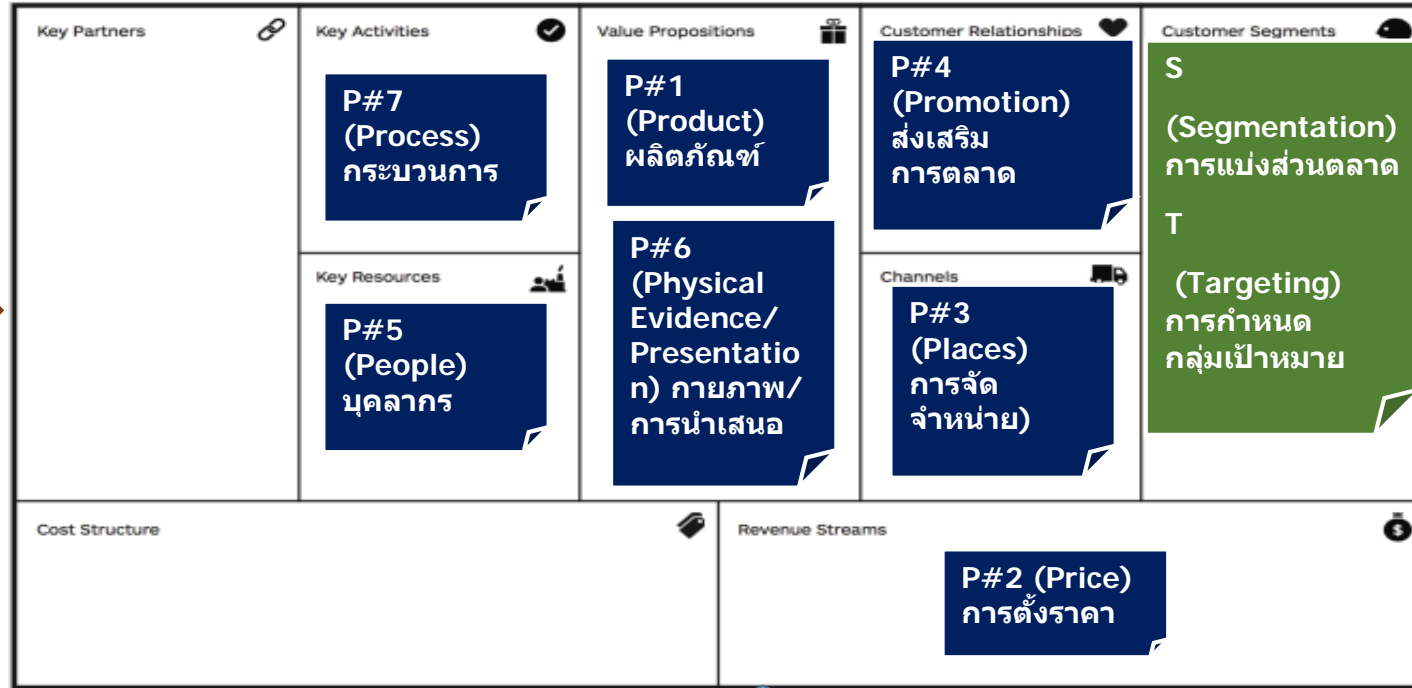 Key Partners
Key Activities
P#7
(Process)
กระบวนการ
Key Resources
P#5
(People)
บุคลากร
Value Propositions
P#1
(Product)
ผลิตภัณฑ์
P#6
(Physical
Evidence/
Presentatio
n) กายภาพ/
การนำเสนอ
Customer Relationships
P#4
(Promotion)
ส่งเสริม
การตลาด
Channels
P#3
(Places)
การจัด
จำหน่าย)
Customer Segments
S
(Segmentation)
การแบ่งส่วนตลาด
T
(Targeting)
การกำหนด
กลุ่มเป้าหมาย
Cost Structure
Revenue Streams
P#2 (Price)
การตั้งราคา